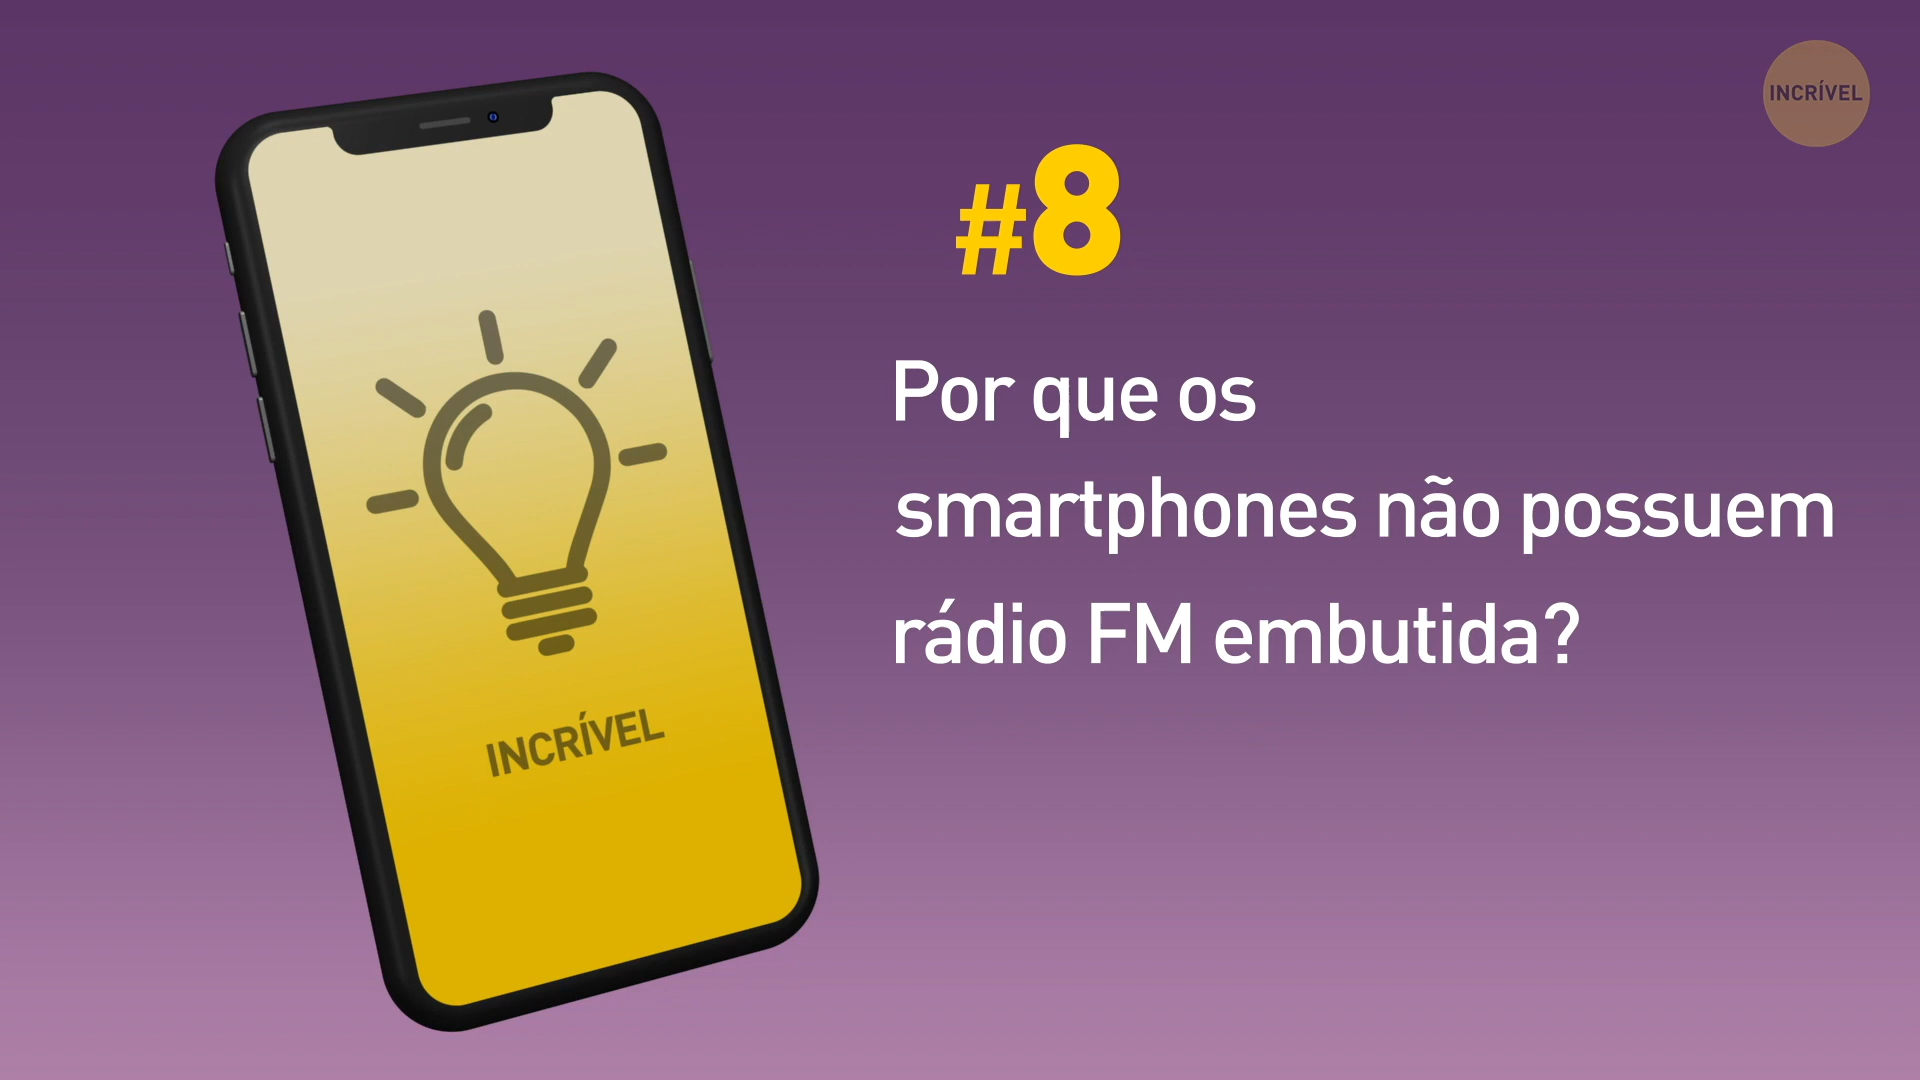 INCRÍVEL
#8
Por que os
smartphones não possuem
rádio FM embutida?
INCRÍVEL